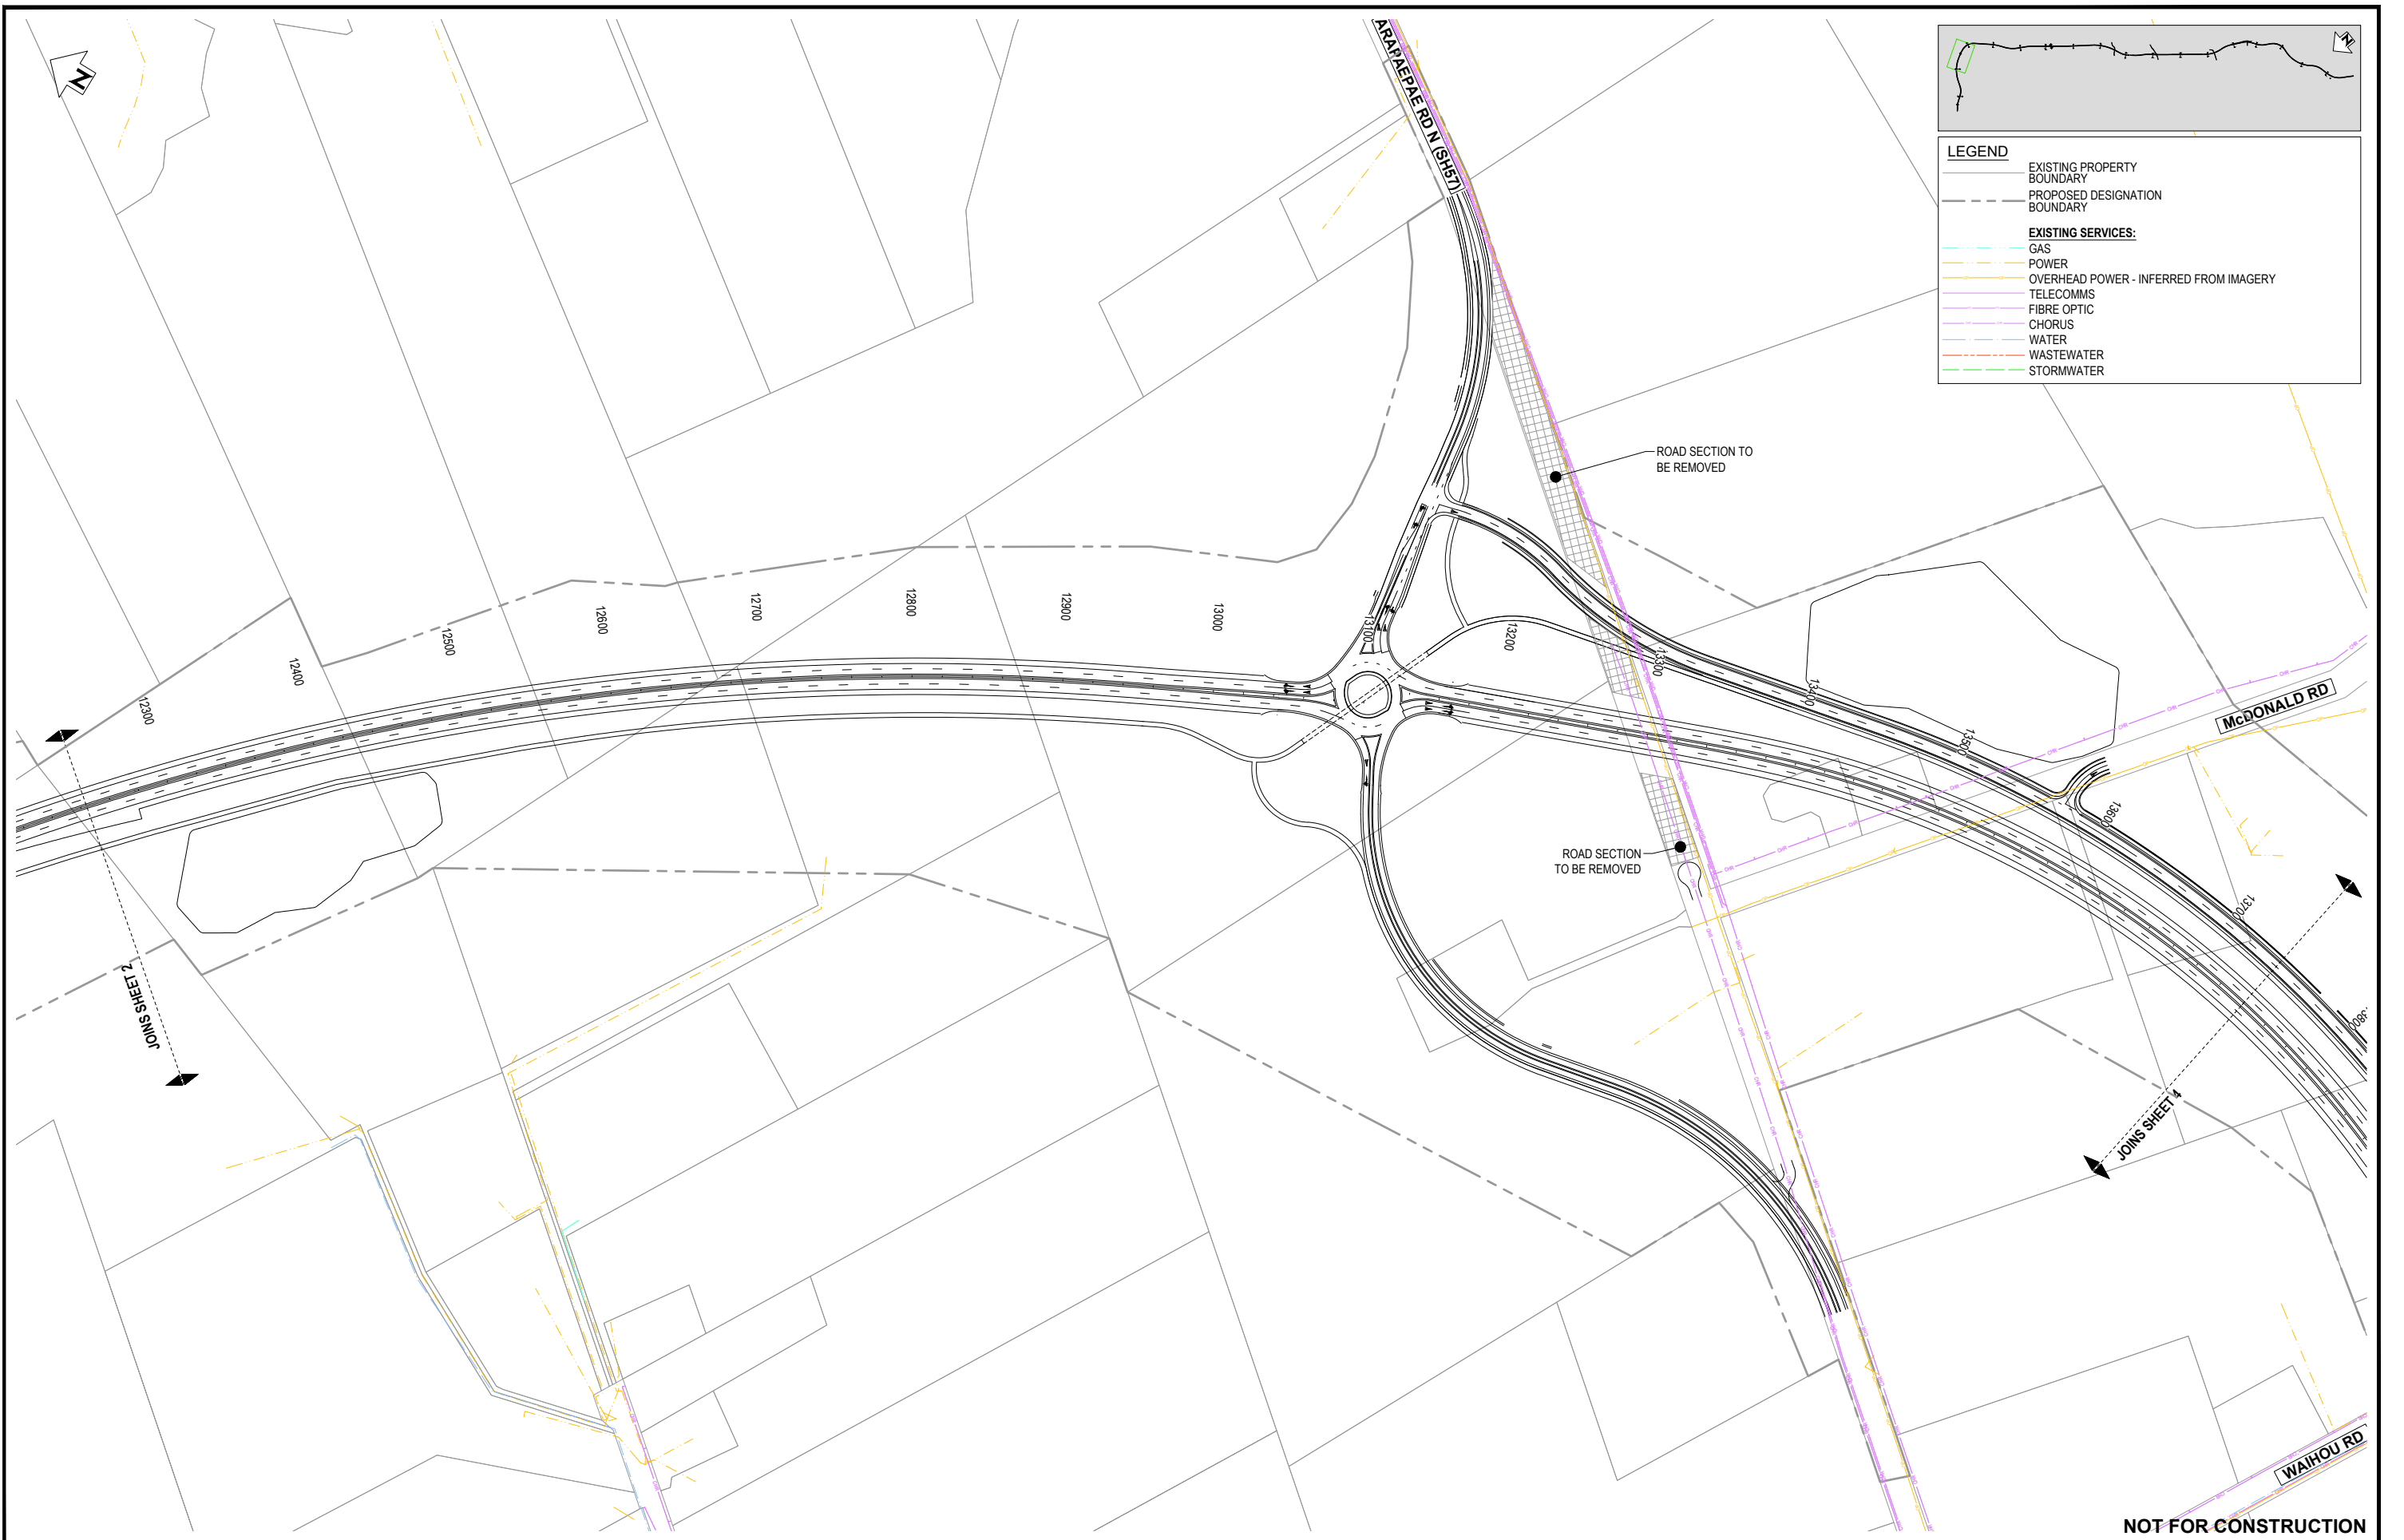 N
N
LEGEND
EXISTING PROPERTY
BOUNDARY
PROPOSED DESIGNATION
BOUNDARY
EXISTING SERVICES:
GAS
POWER
OVERHEAD POWER - INFERRED FROM IMAGERY
TELECOMMS
FIBRE OPTIC
CHORUS
WATER
WASTEWATER
STORMWATER
ARAPAEPAE RD N (SH57)
ROAD SECTION TO
BE REMOVED
12300
12400
12500
12600
12700
12800
12900
13000
13100
13200
13300
13400
13500
13600
13700
McDONALD RD
ROAD SECTION
TO BE REMOVED
JOINS SHEET 2
JOINS SHEET 4
WAIHOU RD
NOT FOR CONSTRUCTION